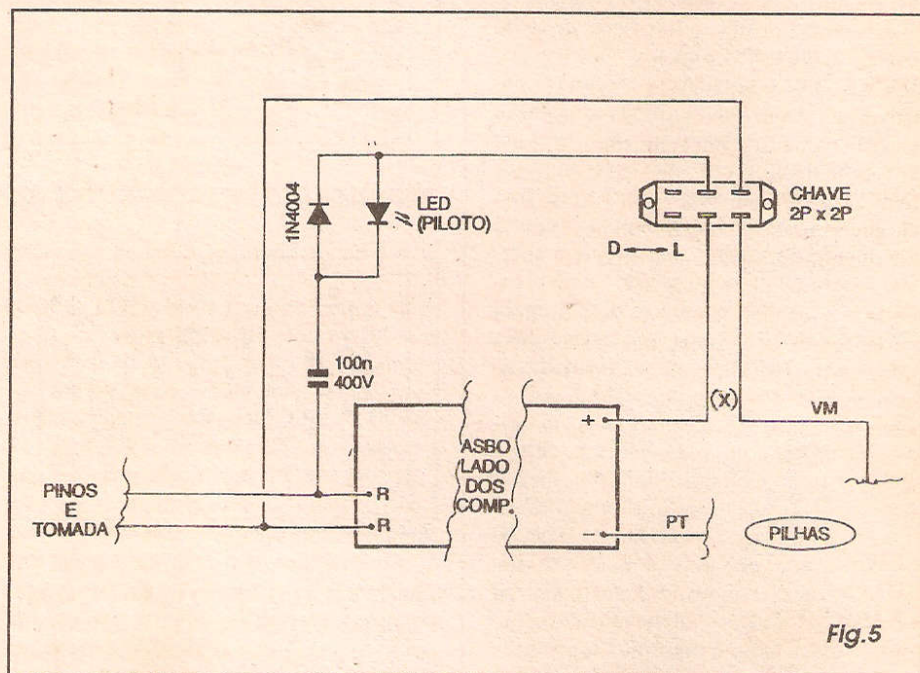 1N4004
LED
(PILOTO)
CHAVE
2P x 2P
D L
100n
400V
(X)
VM
+
ASBO
LADO
DOS
COMP.
PINOS
E
TOMADA
R
R
PT
−
PILHAS
Fig.5